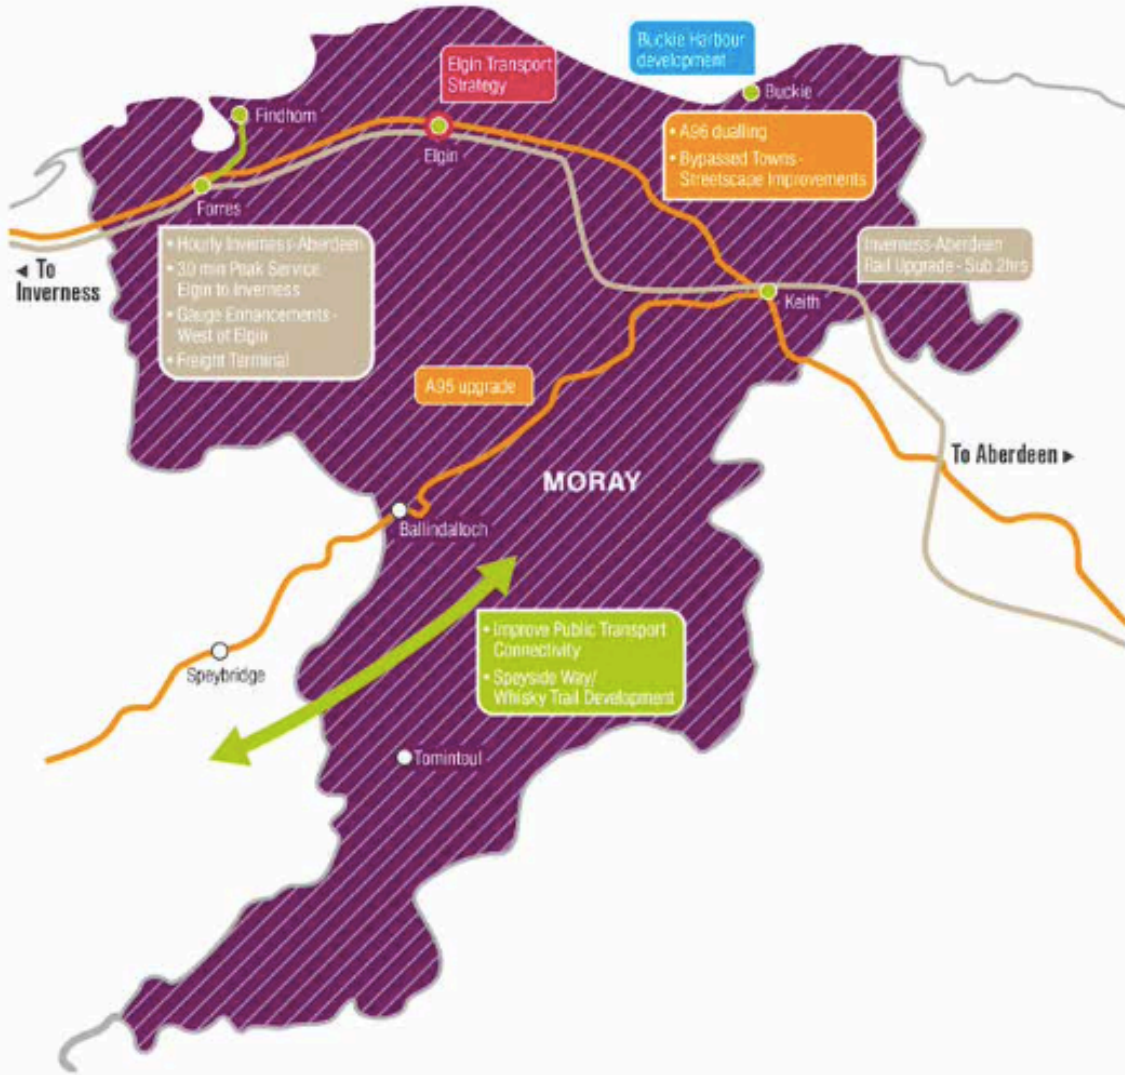 Buckie Harbour
development
Elgin Transport
Strategy
Buckie
Findhorn
• A96 dualling
• Bypassed Towns -
Streetscape Improvements
Elgin
Forres
• Hourly Inverness-Aberdeen
• 30 min Peak Service
Elgin to Inverness
• Gauge Enhancements -
West of Elgin
• Freight Terminal
Inverness-Aberdeen
Rail Upgrade - Sub 2hrs
◄ To
Inverness
Keith
A95 upgrade
To Aberdeen ►
MORAY
Ballindalloch
• Improve Public Transport
Connectivity
• Speyside Way/
Whisky Trail Development
Speybridge
Tomintoul